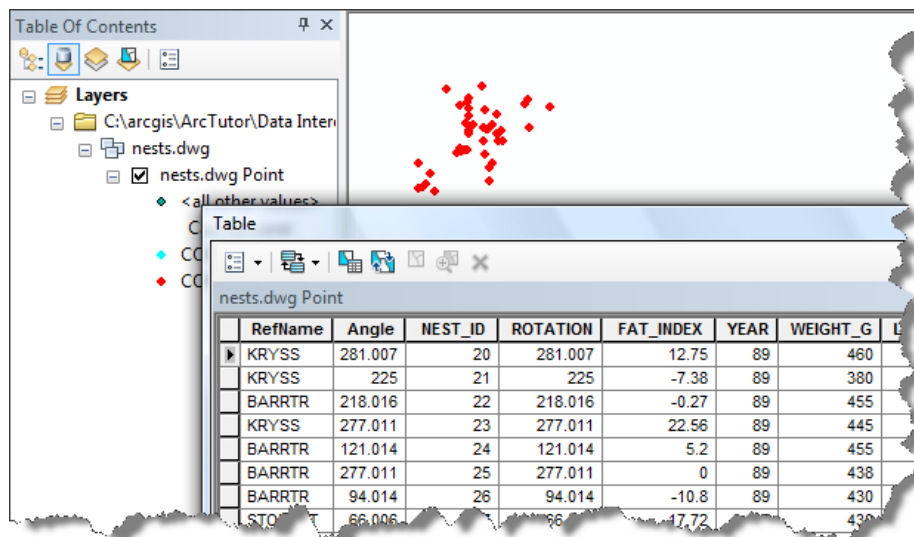 Table Of Contents
Layers
C:\arcgis\ArcTutor\Data Inter
nests.dwg
nests.dwg Point
<all other values>
Table
nests.dwg Point
RefName Angle NEST_ID ROTATION FAT_INDEX YEAR WEIGHT_G
KRYSS 281.007 20 281.007 12.75 89 460
KRYSS 225 21 225 -7.38 89 380
BARRTR 218.016 22 218.016 -0.27 89 455
KRYSS 277.011 23 277.011 22.56 89 445
BARRTR 121.014 24 121.014 5.2 89 455
BARRTR 277.011 25 277.011 0 89 438
BARRTR 94.014 26 94.014 -10.8 89 430
66.006